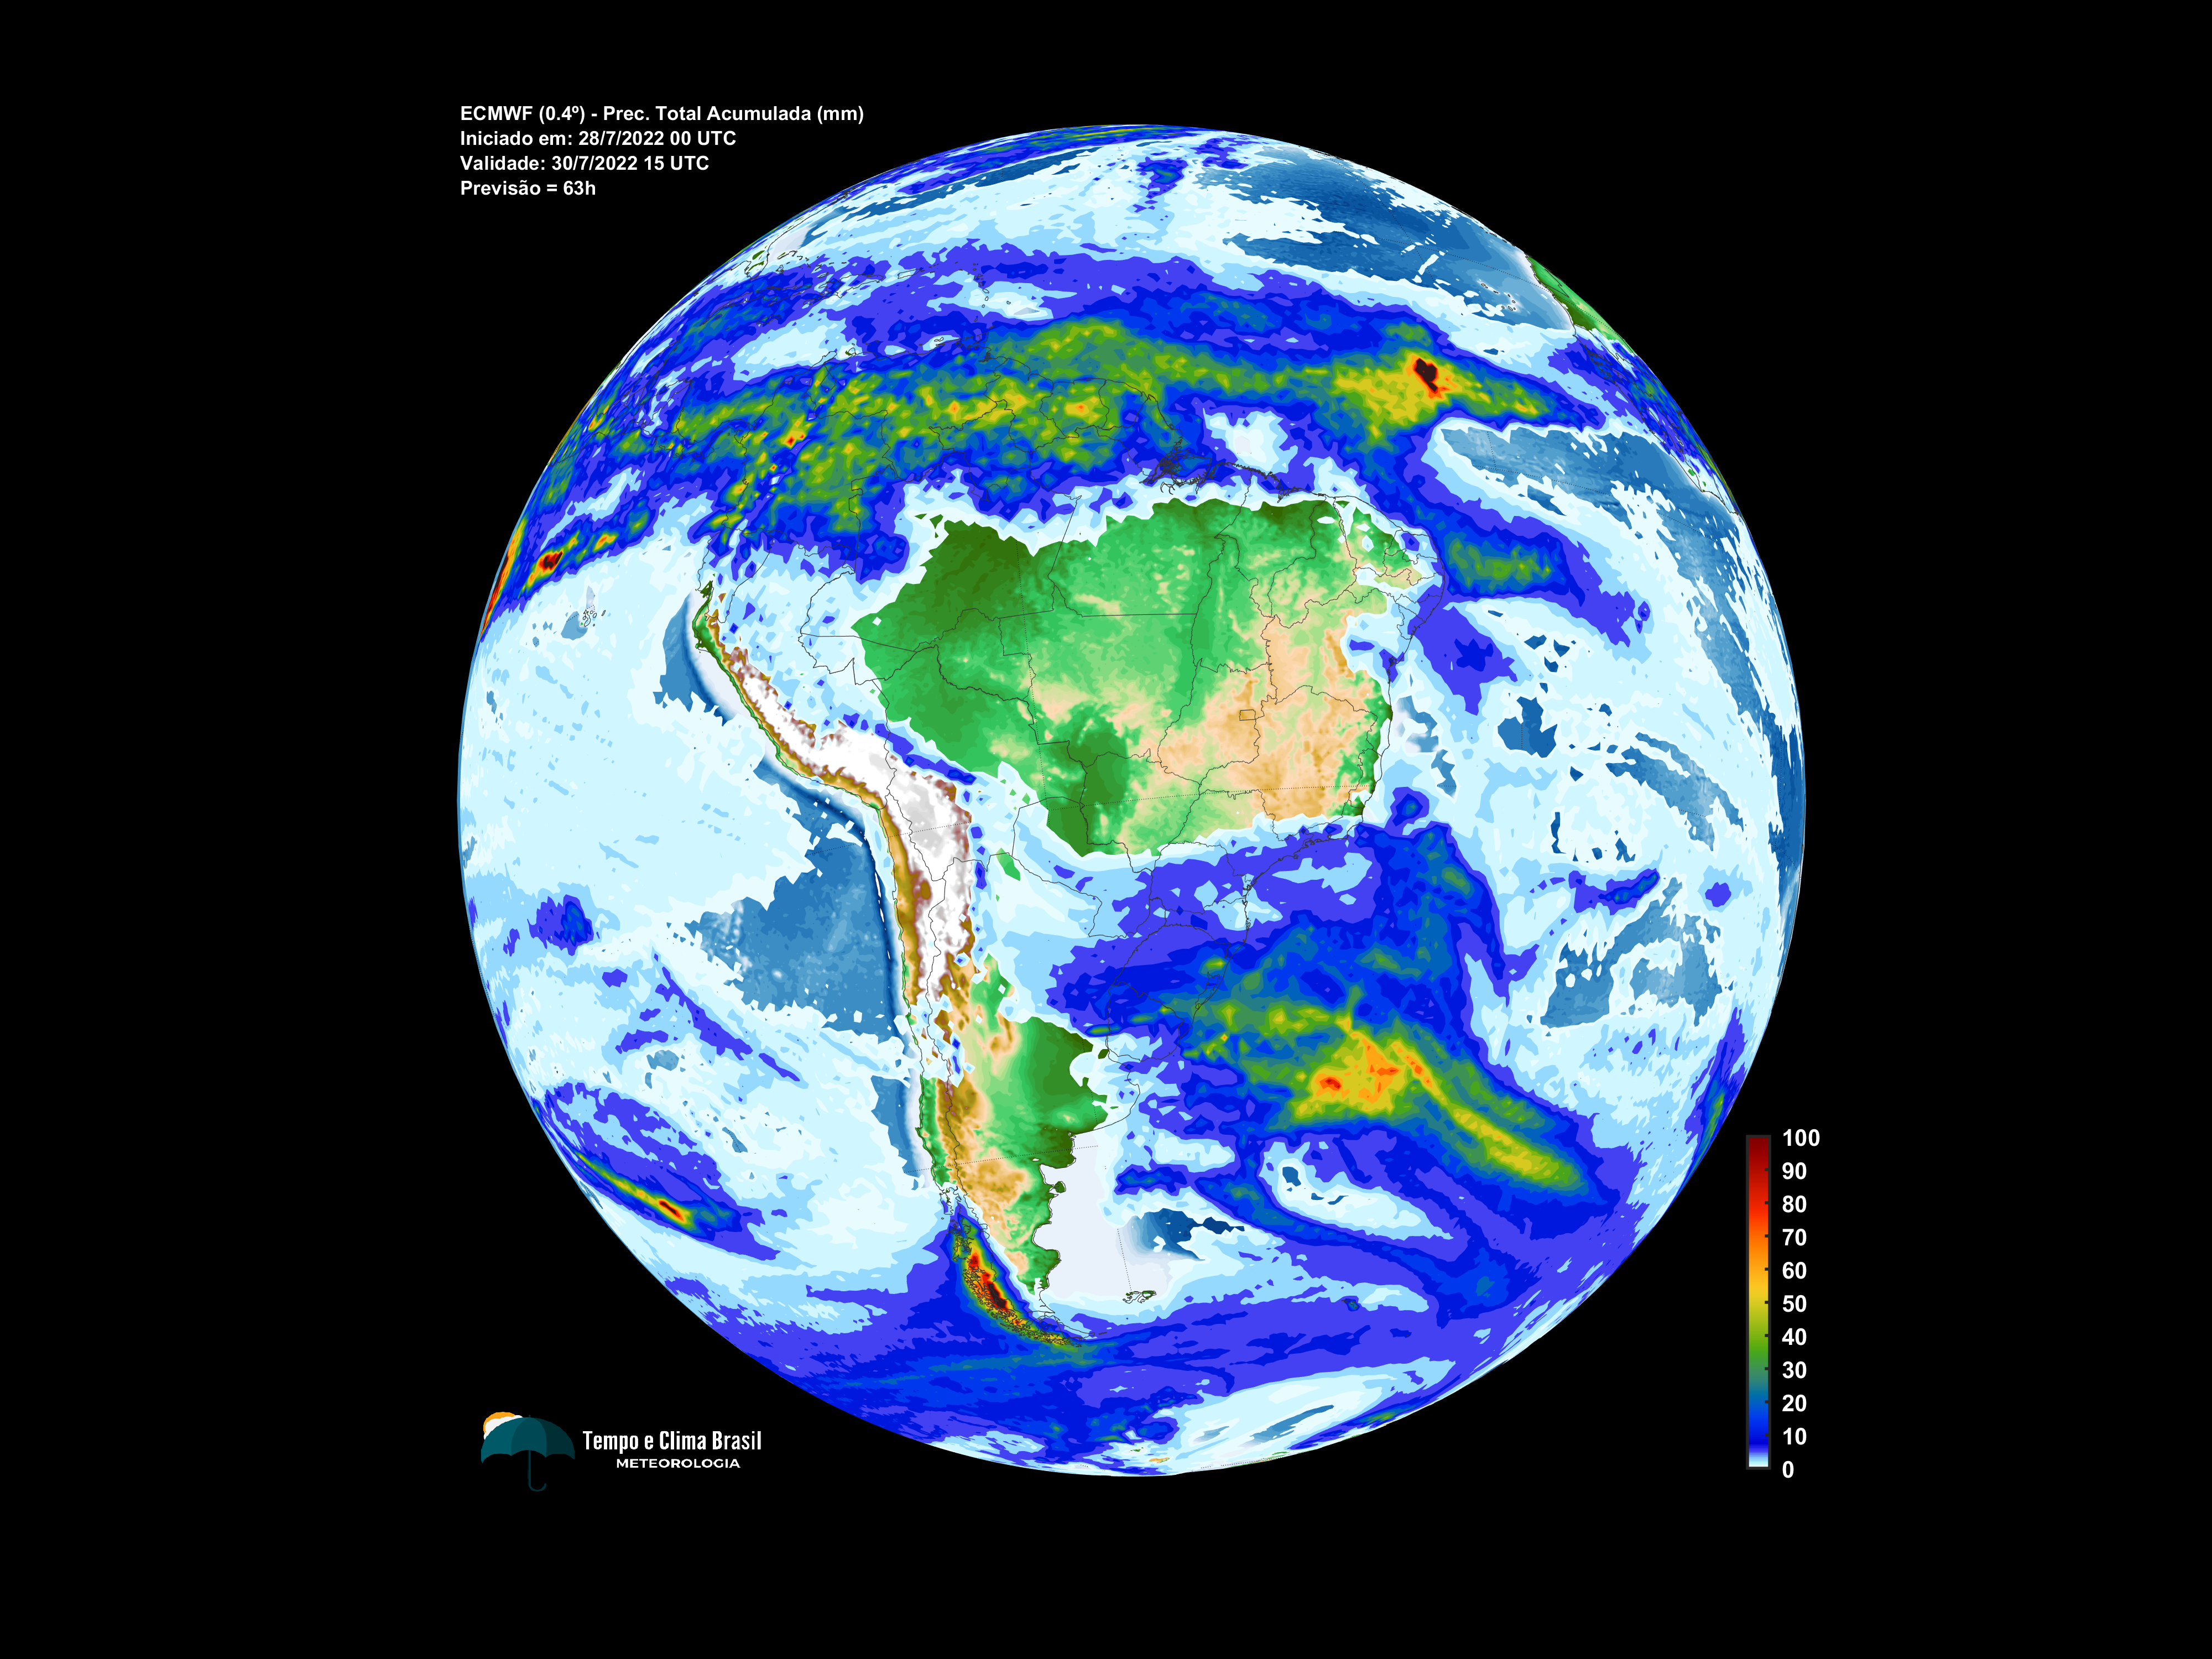 ECMWF (0.4º) - Prec. Total Acumulada (mm)
Iniciado em: 28/7/2022 00 UTC
Validade: 30/7/2022 15 UTC
Previsão = 63h
100
90
80
70
60
50
40
30
20
10
0
Tempo e Clima Brasil
METEOROLOGIA